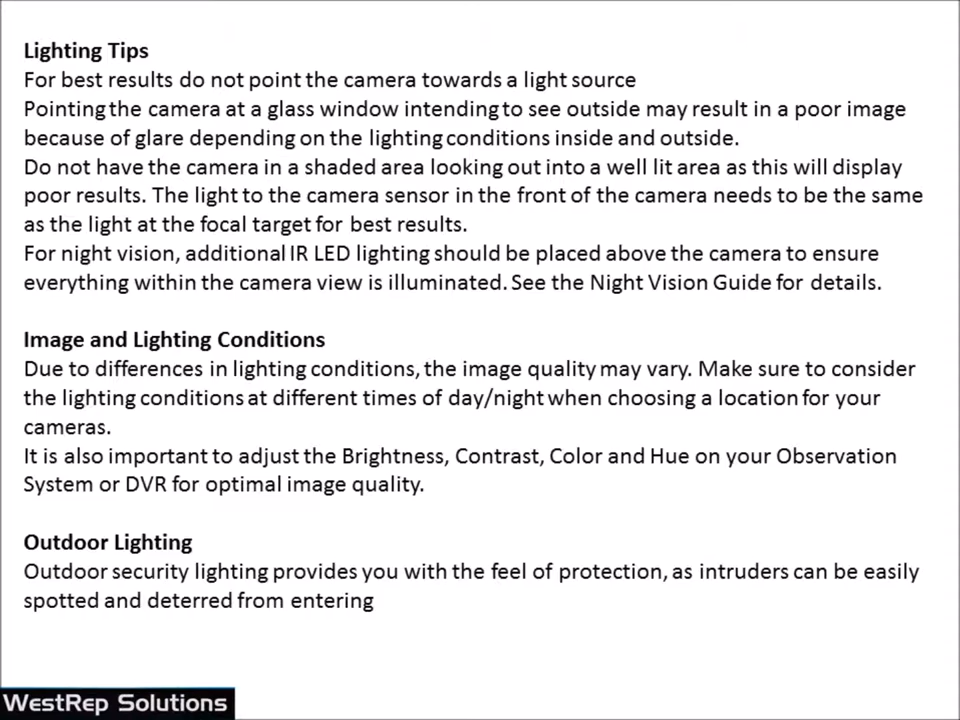 Lighting Tips
For best results do not point the camera towards a light source
Pointing the camera at a glass window intending to see outside may result in a poor image
because of glare depending on the lighting conditions inside and outside.
Do not have the camera in a shaded area looking out into a well lit area as this will display
poor results. The light to the camera sensor in the front of the camera needs to be the same
as the light at the focal target for best results.
For night vision, additional IR LED lighting should be placed above the camera to ensure
everything within the camera view is illuminated. See the Night Vision Guide for details.
Image and Lighting Conditions
Due to differences in lighting conditions, the image quality may vary. Make sure to consider
the lighting conditions at different times of day/night when choosing a location for your
cameras.
It is also important to adjust the Brightness, Contrast, Color and Hue on your Observation
System or DVR for optimal image quality.
Outdoor Lighting
Outdoor security lighting provides you with the feel of protection, as intruders can be easily
spotted and deterred from entering
WestRep Solutions